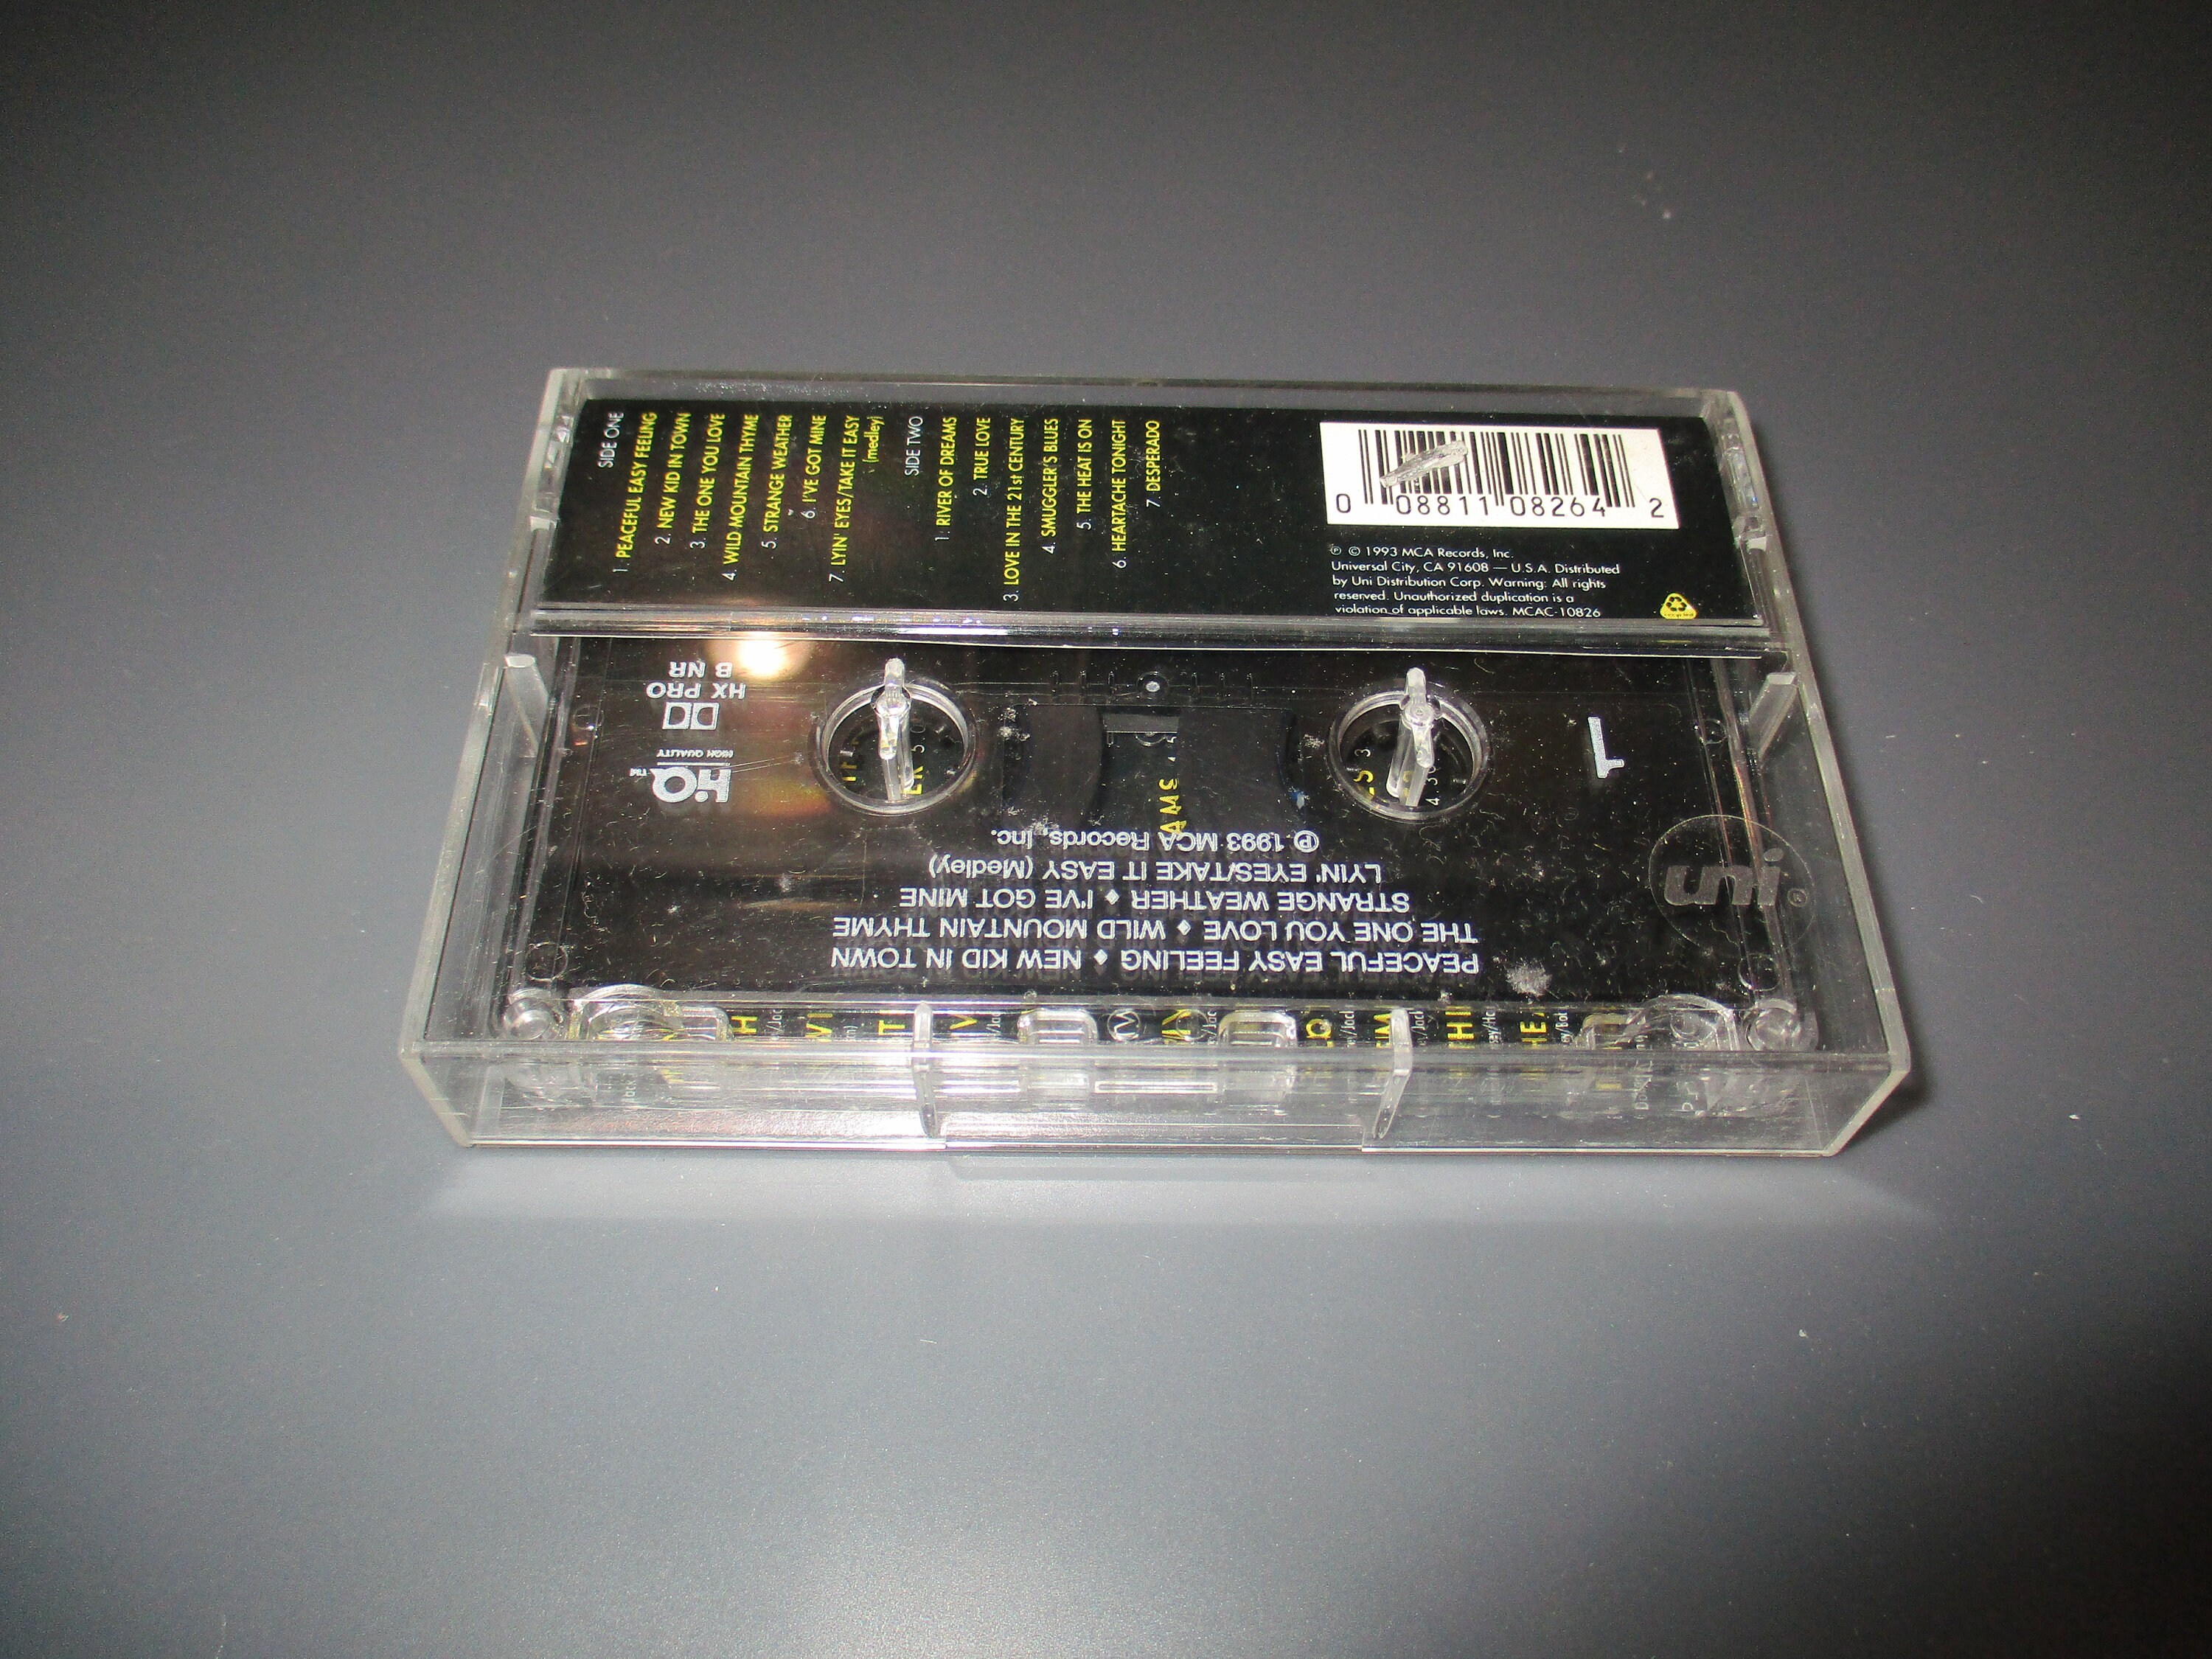 SIDE ONE
1. PEACEFUL EASY FEELING
2. NEW KID IN TOWN
3. THE ONE YOU LOVE
4. WILD MOUNTAIN THYME
5. STRANGE WEATHER
6. I'VE GOT MINE
7. LYIN' EYES/TAKE IT EASY
(medley)
SIDE TWO
1. RIVER OF DREAMS
2. TRUE LOVE
3. LOVE IN THE 21st CENTURY
4. SMUGGLER'S BLUES
5. THE HEAT IS ON
6. HEARTACHE TONIGHT
7. DESPERADO
0 08811 08264 2
℗ © 1993 MCA Records, Inc.
Universal City, CA 91608 — U.S.A. Distributed
by Uni Distribution Corp. Warning: All rights
reserved. Unauthorized duplication is a
violation of applicable laws. MCAC-10826
PEACEFUL EASY FEELING ♦ NEW KID IN TOWN
THE ONE YOU LOVE ♦ WILD MOUNTAIN THYME
STRANGE WEATHER ♦ I'VE GOT MINE
LYIN' EYES/TAKE IT EASY (Medley)
℗ 1993 MCA Records, Inc.
1
HQ™
HIGH QUALITY
HX PRO
B NR
uni®